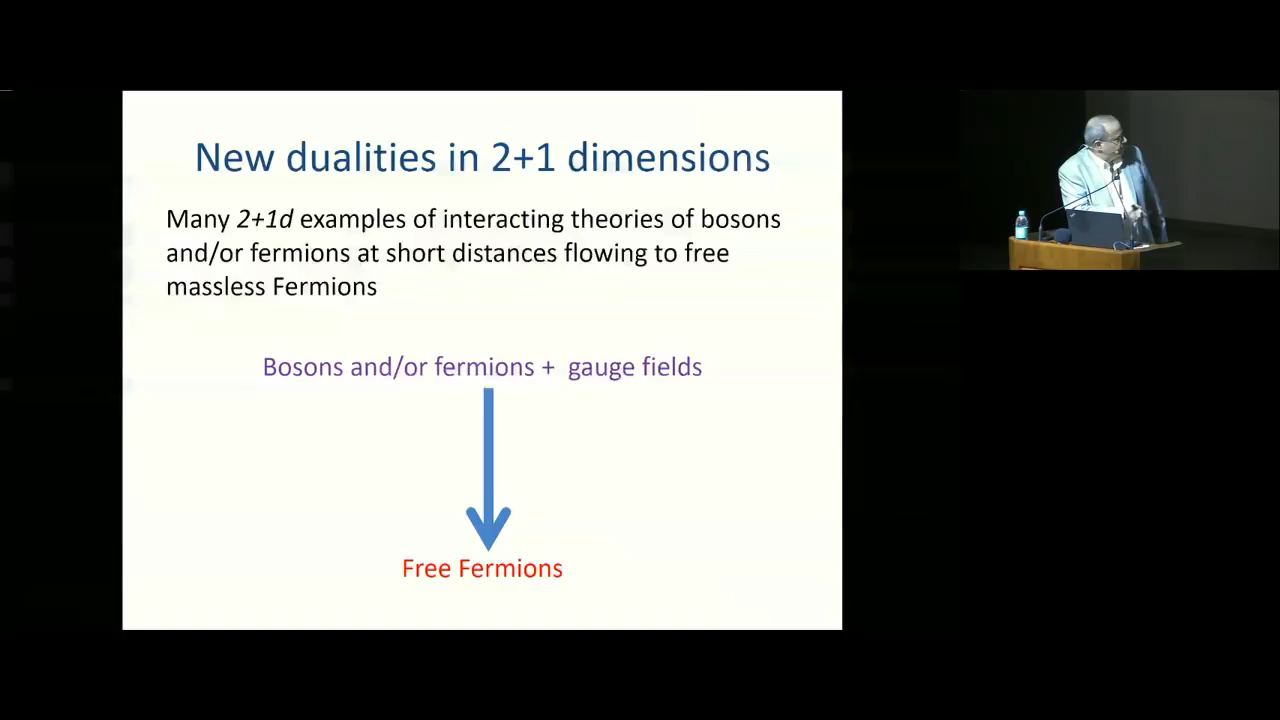 New dualities in 2+1 dimensions
Many 2+1d examples of interacting theories of bosons
and/or fermions at short distances flowing to free
massless Fermions
Bosons and/or fermions + gauge fields
Free Fermions